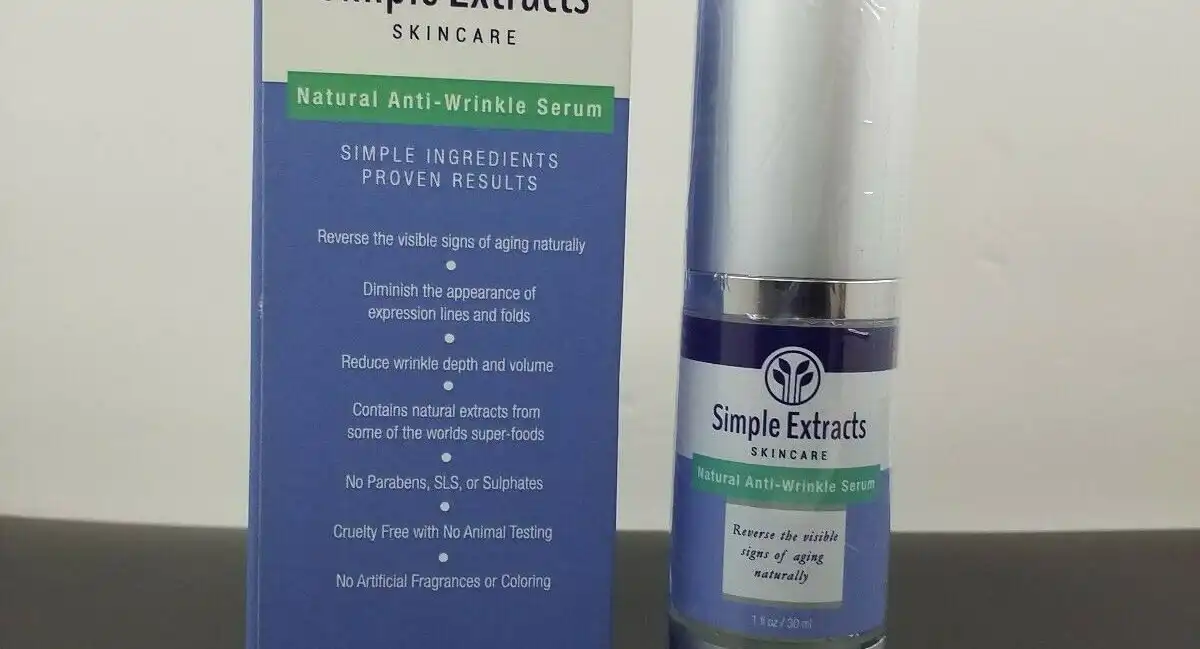 Simple Extracts
SKINCARE
Natural Anti-Wrinkle Serum
SIMPLE INGREDIENTS
PROVEN RESULTS
Reverse the visible signs of aging naturally
Diminish the appearance of
expression lines and folds
Reduce wrinkle depth and volume
Contains natural extracts from
some of the worlds super-foods
No Parabens, SLS, or Sulphates
Cruelty Free with No Animal Testing
No Artificial Fragrances or Coloring
Simple Extracts
SKINCARE
Natural Anti-Wrinkle Serum
Reverse the visible
signs of aging
naturally
1 fl oz / 30 ml